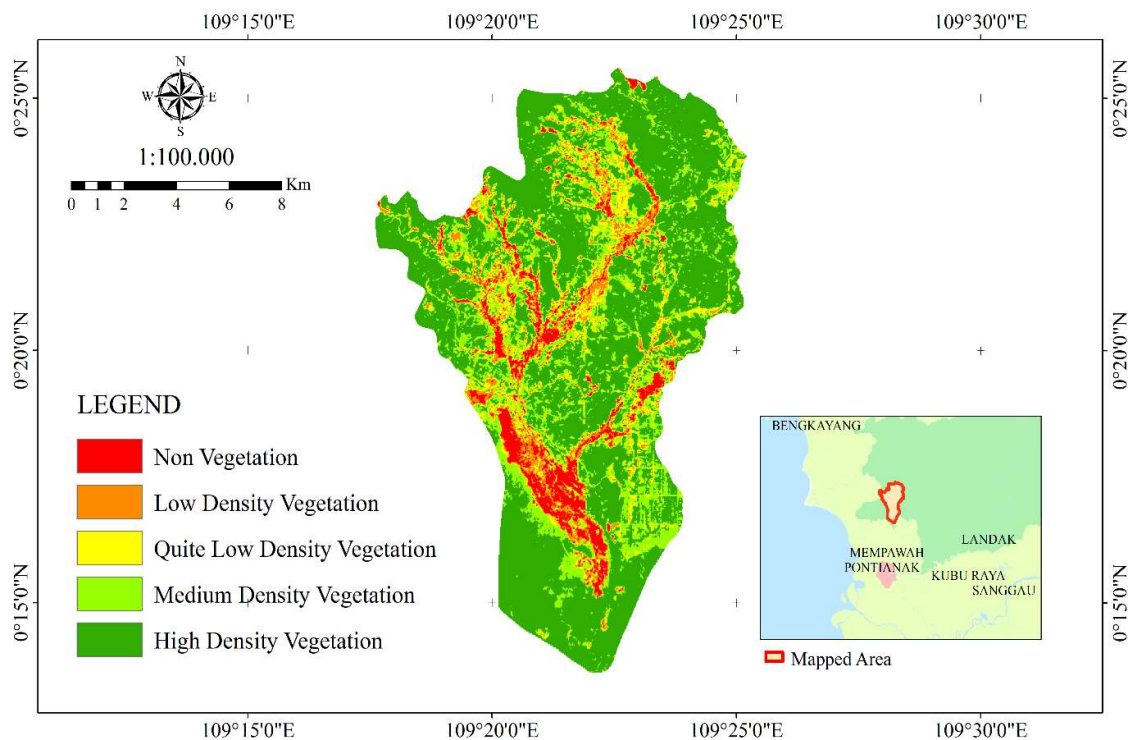 109°15'0"E 109°20'0"E 109°25'0"E 109°30'0"E
N
W E
S
1:100.000
Km
0 1 2 4 6 8
0°25'0"N
0°20'0"N
0°15'0"N
0°25'0"N
0°20'0"N
0°15'0"N
LEGEND
Non Vegetation
Low Density Vegetation
Quite Low Density Vegetation
Medium Density Vegetation
High Density Vegetation
BENGKAYANG
LANDAK
MEMPAWAH
PONTIANAK
KUBU RAYA
SANGGAU
Mapped Area
109°15'0"E 109°20'0"E 109°25'0"E 109°30'0"E